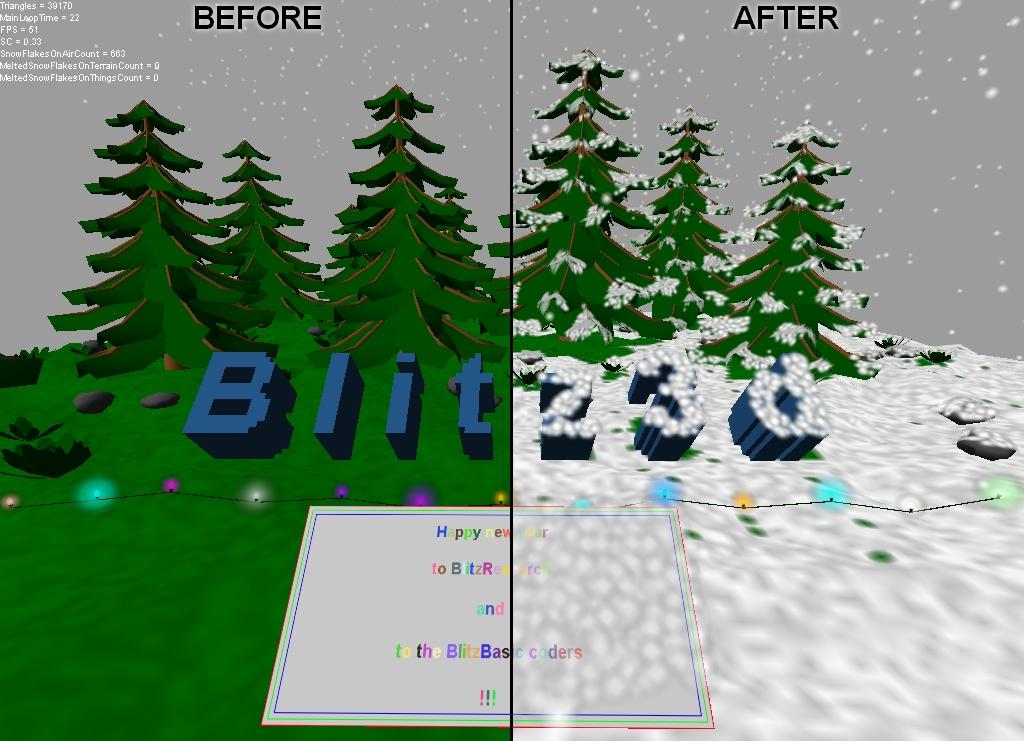 Triangles = 39170
MainLoopTime = 22
FPS = 51
SC = 0.33
SnowFlakesOnAirCount = 663
MeltedSnowFlakesOnTerrainCount = 0
MeltedSnowFlakesOnThingsCount = 0
BEFORE
AFTER
Blitz3D
Happy new year
to BlitzResearch
and
to the BlitzBasic coders
!!!